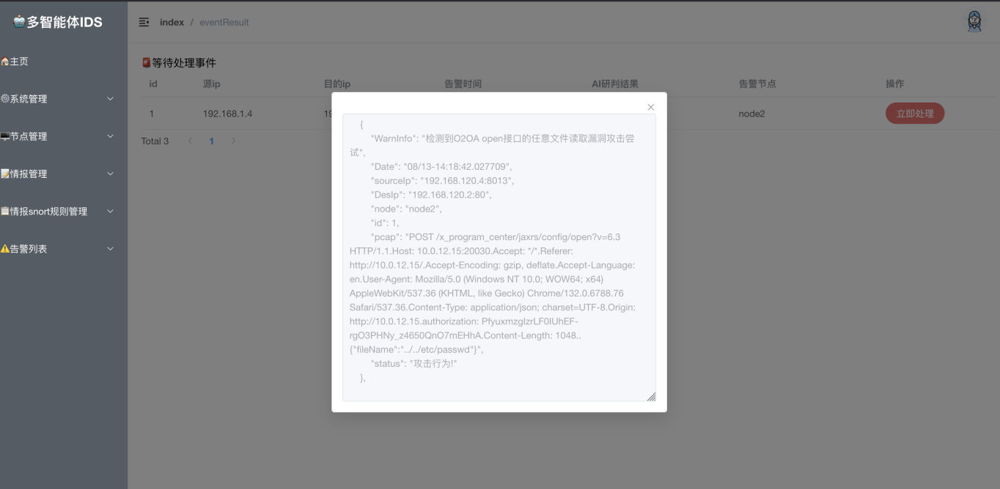 多智能体IDS
index / eventResult
主页
系统管理
节点管理
情报管理
情报snort规则管理
告警列表
等待处理事件
id 源ip 目的ip 告警时间 AI研判结果 告警节点 操作
1 192.168.1.4 19 node2 立即处理
Total 3 < 1 >
{
"WarnInfo": "检测到O2OA open接口的任意文件读取漏洞攻击尝
试",
"Date": "08/13-14:18:42.027709",
"sourceIp": "192.168.120.4:8013",
"DesIp": "192.168.120.2:80",
"node": "node2",
"id": 1,
"pcap": "POST /x_program_center/jaxrs/config/open?v=6.3
HTTP/1.1.Host: 10.0.12.15:20030.Accept: */*.Referer:
http://10.0.12.15/.Accept-Encoding: gzip, deflate.Accept-Language:
en.User-Agent: Mozilla/5.0 (Windows NT 10.0; WOW64; x64)
AppleWebKit/537.36 (KHTML, like Gecko) Chrome/132.0.6788.76
Safari/537.36.Content-Type: application/json; charset=UTF-8.Origin:
http://10.0.12.15.authorization: PfyuxmzgIzrLF0IUhEF-
rgO3PHNy_z4650QnO7mEHhA.Content-Length: 1048..
{"fileName":"../../etc/passwd"}",
"status": "攻击行为!"
},